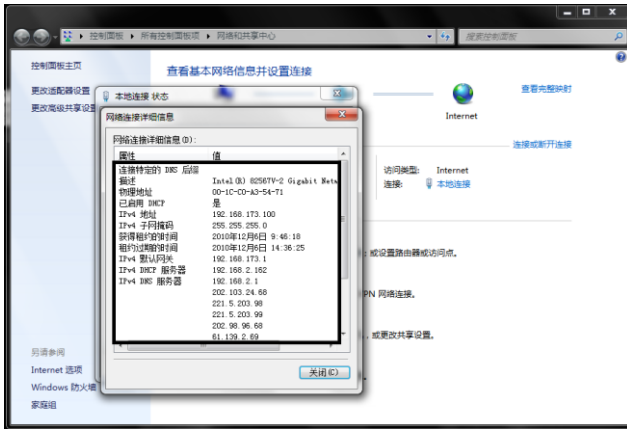 控制面板 ▸ 所有控制面板项 ▸ 网络和共享中心
搜索控制面板
控制面板主页
更改适配器设置
更改高级共享设
查看基本网络信息并设置连接
查看完整映射
Internet
连接或断开连接
访问类型: Internet
连接: 本地连接
或设置路由器或访问点。
PN 网络连接。
,或更改共享设置。
另请参阅
Internet 选项
Windows 防火墙
家庭组
本地连接 状态
网络连接详细信息
网络连接详细信息(D):
属性 值
连接特定的 DNS 后缀
描述 Intel(R) 82567V-2 Gigabit Netw
物理地址 00-1C-C0-A3-54-71
已启用 DHCP 是
IPv4 地址 192.168.173.100
IPv4 子网掩码 255.255.255.0
获得租约的时间 2010年12月6日 9:46:18
租约过期的时间 2010年12月6日 14:36:25
IPv4 默认网关 192.168.173.1
IPv4 DHCP 服务器 192.168.2.162
IPv4 DNS 服务器 192.168.2.1
202.103.24.68
221.5.203.98
221.5.203.99
202.98.96.68
61.139.2.69
关闭(C)